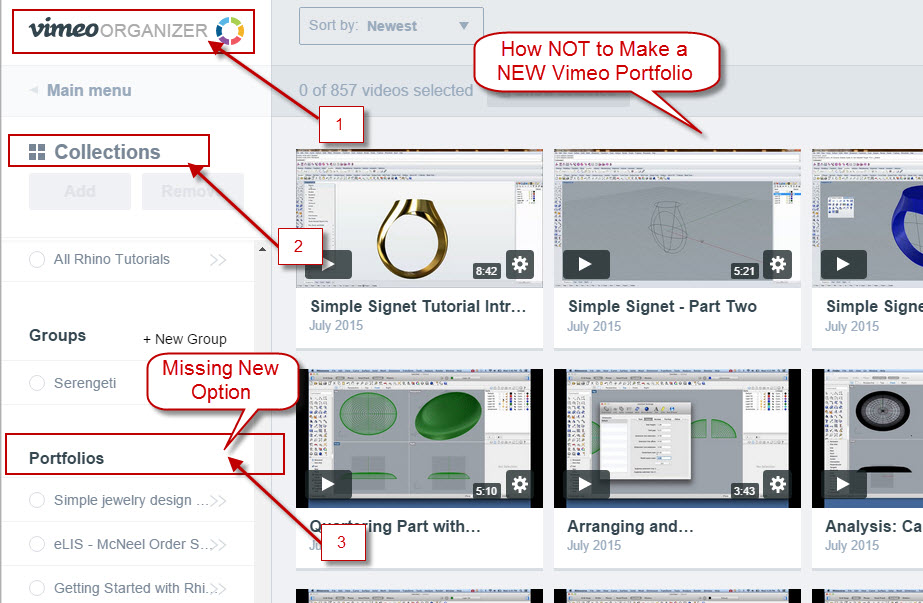 vimeo ORGANIZER
Sort by: Newest
How NOT to Make a
NEW Vimeo Portfolio
Main menu
0 of 857 videos selected
1
Collections
Add
Remo
2
All Rhino Tutorials
8:42
5:21
Simple Signet Tutorial Intr...
July 2015
Simple Signet - Part Two
July 2015
Simple Signe
July 2015
Groups
+ New Group
Missing New
Option
Serengeti
Portfolios
Simple jewelry design ...
eLIS - McNeel Order S...
Getting Started with Rhi...
5:10
3:43
3
Quartering Part with...
Ju
Arranging and...
July 2015
Analysis: Ca
July 2015